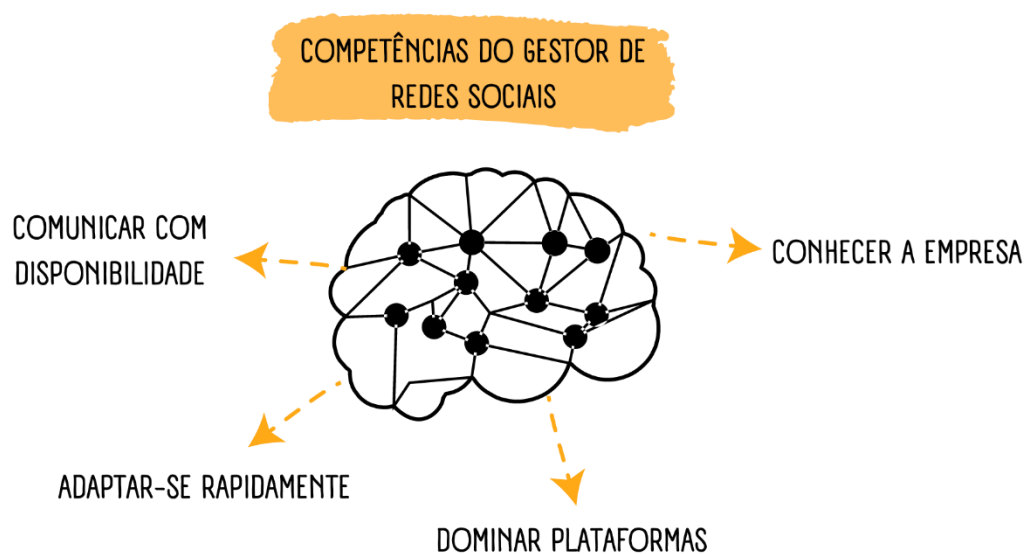 COMPETÊNCIAS DO GESTOR DE
REDES SOCIAIS
COMUNICAR COM
DISPONIBILIDADE
CONHECER A EMPRESA
ADAPTAR-SE RAPIDAMENTE
DOMINAR PLATAFORMAS